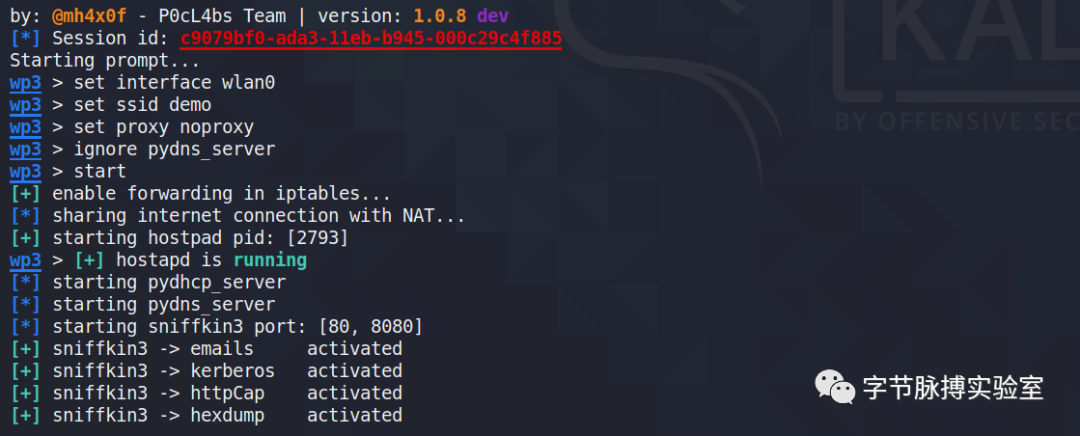 by: @mh4x0f - P0cL4bs Team | version: 1.0.8 dev
[*] Session id: c9079bf0-ada3-11eb-b945-000c29c4f885
Starting prompt...
wp3 > set interface wlan0
wp3 > set ssid demo
wp3 > set proxy noproxy
wp3 > ignore pydns_server
wp3 > start
[+] enable forwarding in iptables...
[*] sharing internet connection with NAT...
[+] starting hostpad pid: [2793]
wp3 > [+] hostapd is running
[*] starting pydhcp_server
[*] starting pydns_server
[*] starting sniffkin3 port: [80, 8080]
[+] sniffkin3 -> emails activated
[+] sniffkin3 -> kerberos activated
[+] sniffkin3 -> httpCap activated
[+] sniffkin3 -> hexdump activated
BY OFFENSIVE SEC
字节脉搏实验室